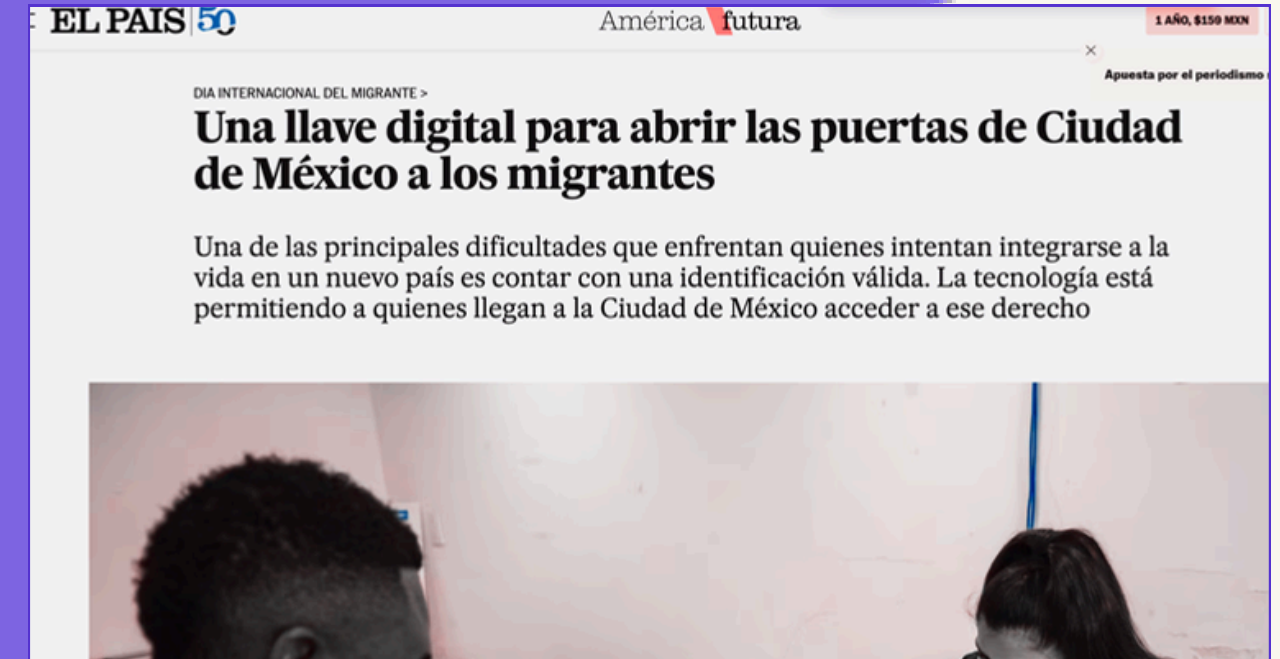 EL PAIS 50
América futura
1 AÑO, $159 MXN
Apuesta por el periodismo
DIA INTERNACIONAL DEL MIGRANTE >
Una llave digital para abrir las puertas de Ciudad
de México a los migrantes
Una de las principales dificultades que enfrentan quienes intentan integrarse a la
vida en un nuevo país es contar con una identificación válida. La tecnología está
permitiendo a quienes llegan a la Ciudad de México acceder a ese derecho